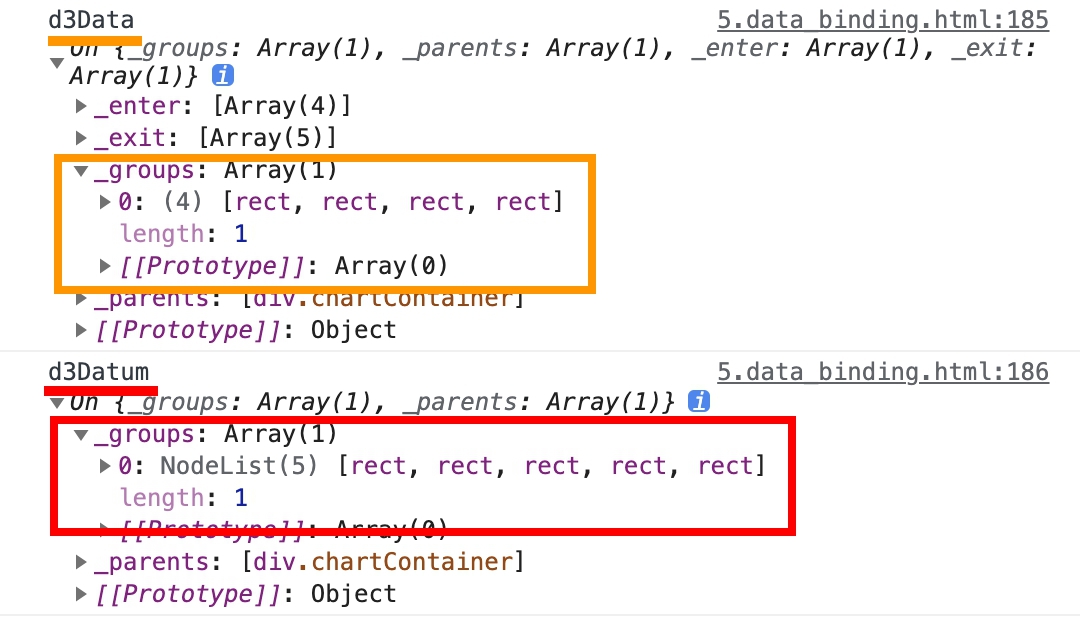 d3Data 5.data_binding.html:185
On {_groups: Array(1), _parents: Array(1), _enter: Array(1), _exit:
Array(1)} i
_enter: [Array(4)]
_exit: [Array(5)]
_groups: Array(1)
0: (4) [rect, rect, rect, rect]
length: 1
[[Prototype]]: Array(0)
_parents: [div.chartContainer]
[[Prototype]]: Object
d3Datum 5.data_binding.html:186
On {_groups: Array(1), _parents: Array(1)} i
_groups: Array(1)
0: NodeList(5) [rect, rect, rect, rect, rect]
length: 1
[[Prototype]]: Array(0)
_parents: [div.chartContainer]
[[Prototype]]: Object